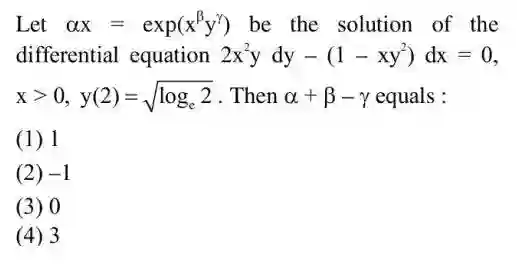 Let αx = exp(x^β y^γ) be the solution of the
differential equation 2x²y dy – (1 – xy²) dx = 0,
x > 0, y(2) = √(logₑ 2) . Then α + β – γ equals :
(1) 1
(2) –1
(3) 0
(4) 3